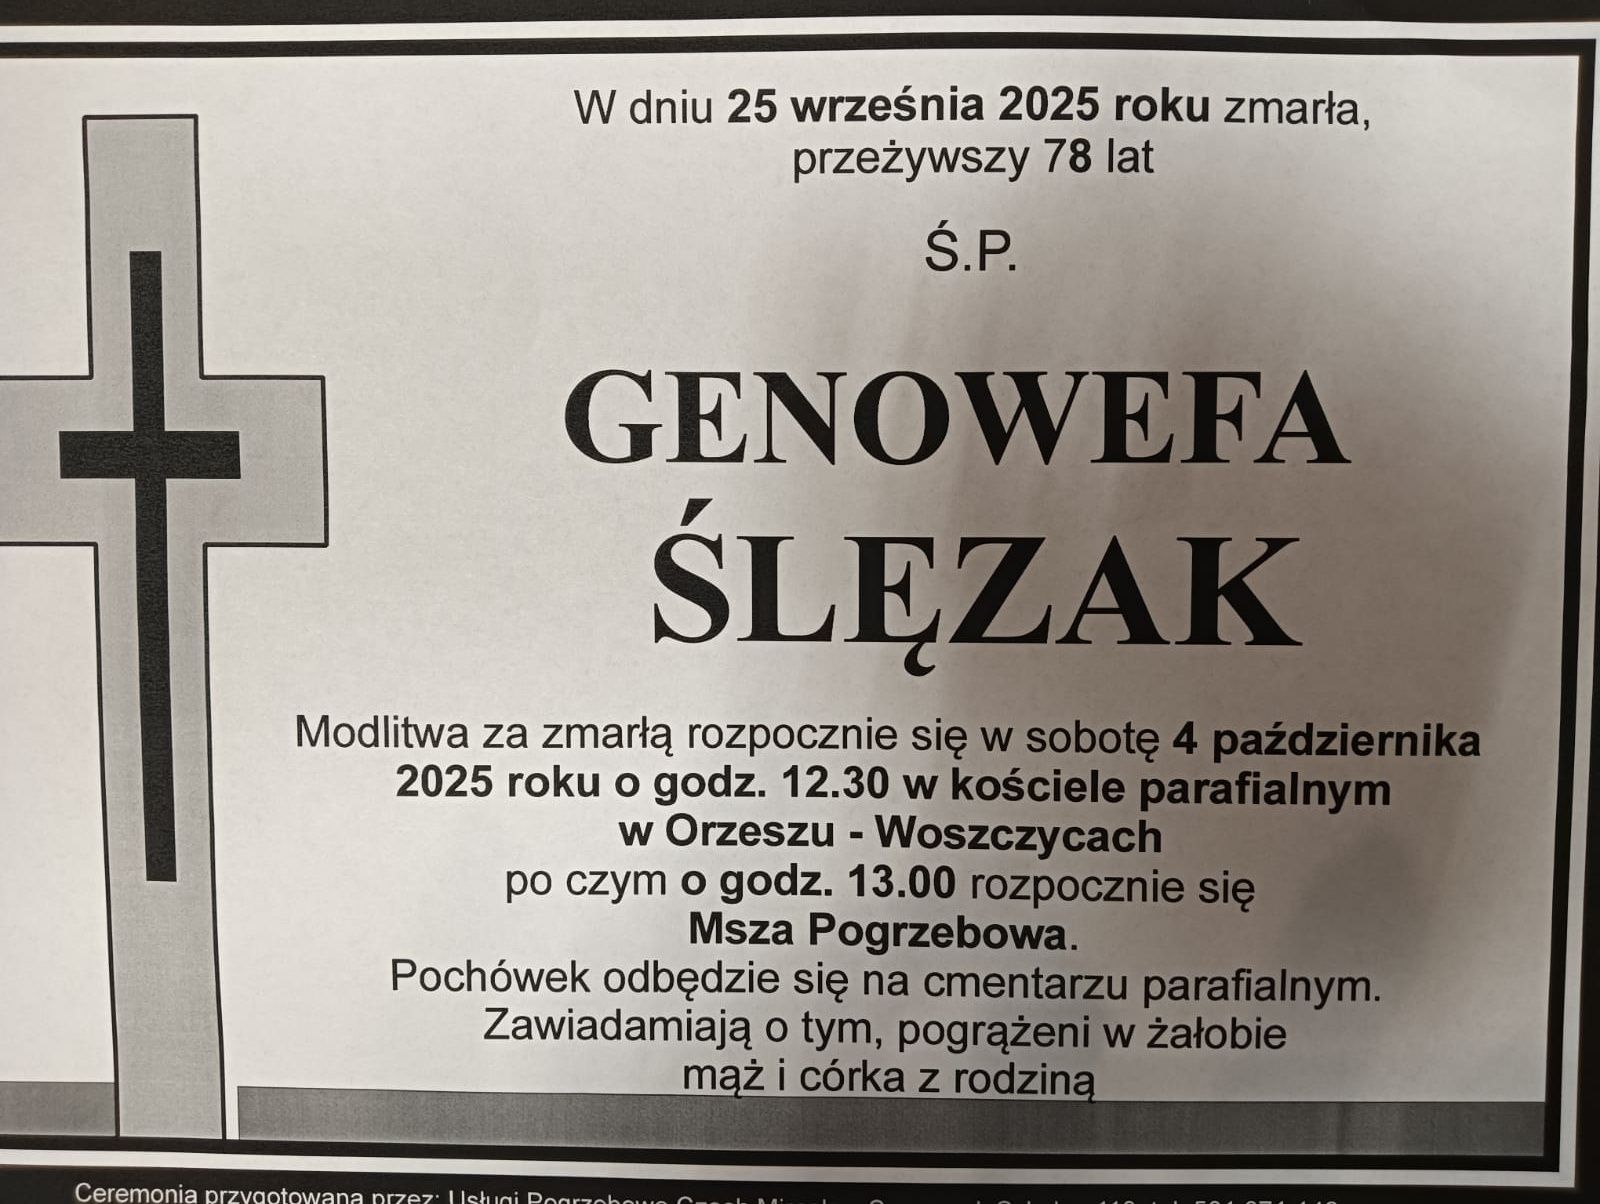 W dniu 25 września 2025 roku zmarła,
przeżywszy 78 lat
Ś.P.
GENOWEFA
ŚLĘZAK
Modlitwa za zmarłą rozpocznie się w sobotę 4 października
2025 roku o godz. 12.30 w kościele parafialnym
w Orzeszu - Woszczycach
po czym o godz. 13.00 rozpocznie się
Msza Pogrzebowa.
Pochówek odbędzie się na cmentarzu parafialnym.
Zawiadamiają o tym, pogrążeni w żałobie
mąż i córka z rodziną
Ceremonia przygotowana przez: Usługi Pogrzebowe